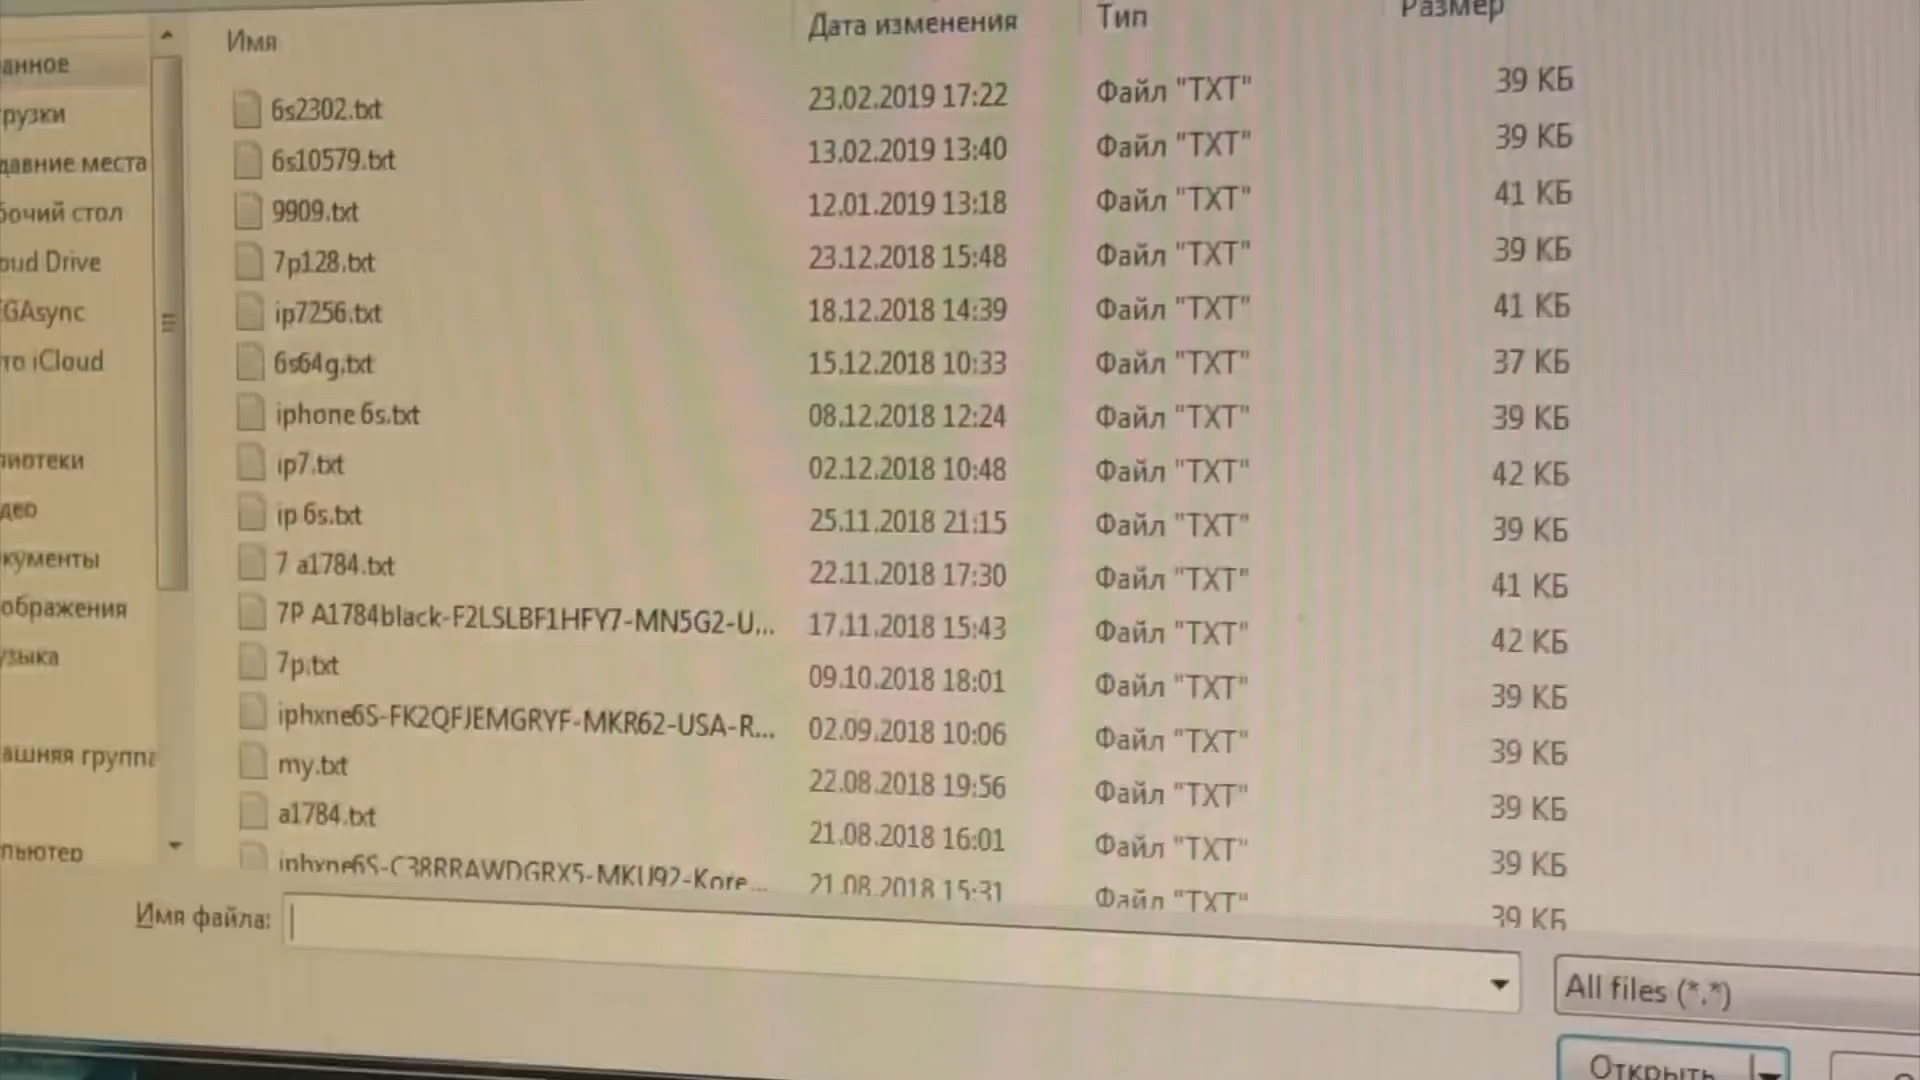 Имя Дата изменения Тип Размер
6s2302.txt 23.02.2019 17:22 Файл "TXT" 39 КБ
6s10579.txt 13.02.2019 13:40 Файл "TXT" 39 КБ
9909.txt 12.01.2019 13:18 Файл "TXT" 41 КБ
7p128.txt 23.12.2018 15:48 Файл "TXT" 39 КБ
ip7256.txt 18.12.2018 14:39 Файл "TXT" 41 КБ
6s64g.txt 15.12.2018 10:33 Файл "TXT" 37 КБ
iphone 6s.txt 08.12.2018 12:24 Файл "TXT" 39 КБ
ip7.txt 02.12.2018 10:48 Файл "TXT" 42 КБ
ip 6s.txt 25.11.2018 21:15 Файл "TXT" 39 КБ
7 a1784.txt 22.11.2018 17:30 Файл "TXT" 41 КБ
7P A1784black-F2LSLBF1HFY7-MN5G2-U... 17.11.2018 15:43 Файл "TXT" 42 КБ
7p.txt 09.10.2018 18:01 Файл "TXT" 39 КБ
iphxne6S-FK2QFJEMGRYF-MKR62-USA-R... 02.09.2018 10:06 Файл "TXT" 39 КБ
my.txt 22.08.2018 19:56 Файл "TXT" 39 КБ
a1784.txt 21.08.2018 16:01 Файл "TXT" 39 КБ
iphxne6S-C38RRAWDGRX5-MKU92-Kore... 21.08.2018 15:31 Файл "TXT" 39 КБ
анное
рузки
давние места
бочий стол
oud Drive
EGAsync
то iCloud
лиотеки
део
кументы
ображения
узыка
ашняя группа
пьютер
Имя файла:
All files (*.*)
Открыть